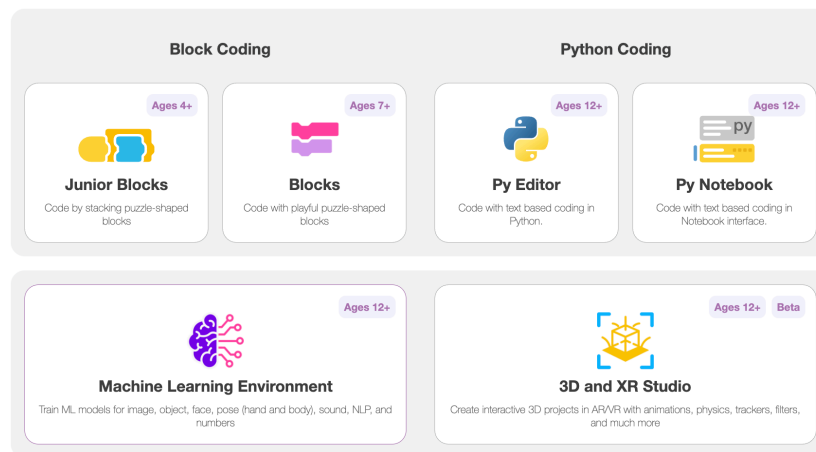 Block Coding
Python Coding
Ages 4+
Junior Blocks
Code by stacking puzzle-shaped
blocks
Ages 7+
Blocks
Code with playful puzzle-shaped
blocks
Ages 12+
Py Editor
Code with text based coding in
Python.
Ages 12+
py
Py Notebook
Code with text based coding in
Notebook interface.
Ages 12+
Machine Learning Environment
Train ML models for image, object, face, pose (hand and body), sound, NLP, and
numbers
Ages 12+ Beta
3D and XR Studio
Create interactive 3D projects in AR/VR with animations, physics, trackers, filters,
and much more